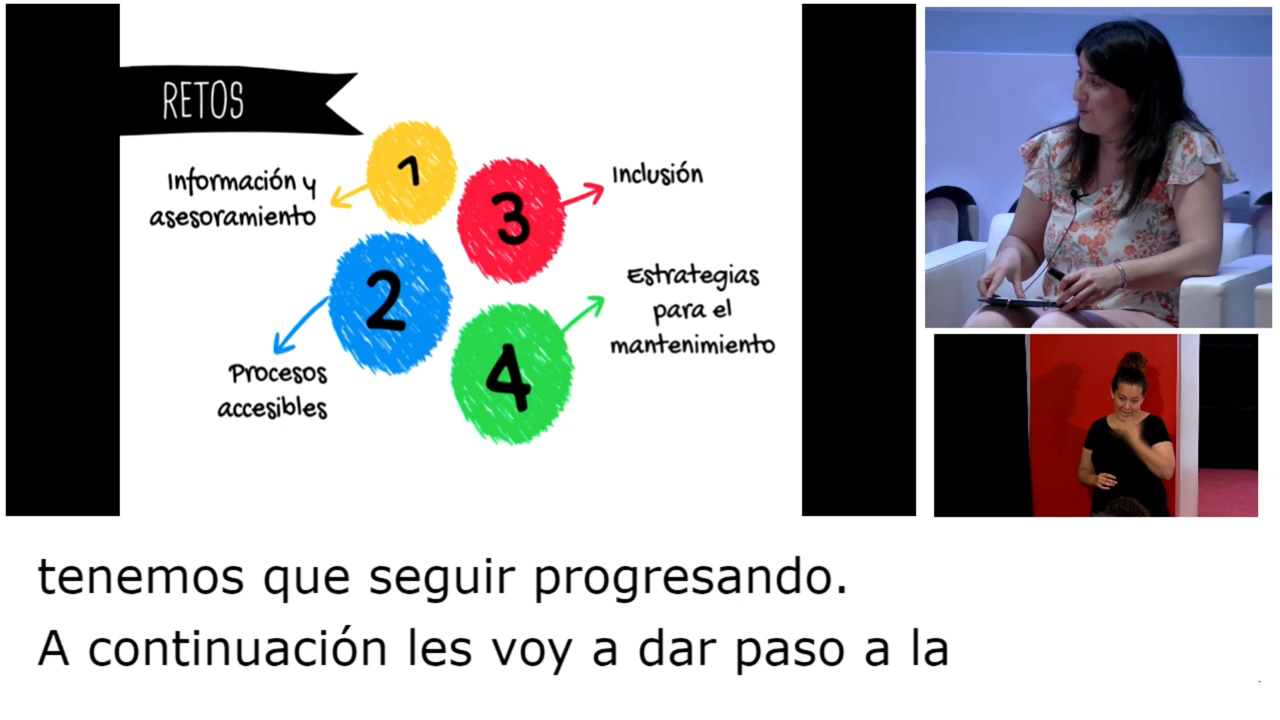 RETOS
1
Información y
asesoramiento
2
Procesos
accesibles
3
Inclusión
4
Estrategias
para el
mantenimiento
tenemos que seguir progresando.
A continuación les voy a dar paso a la